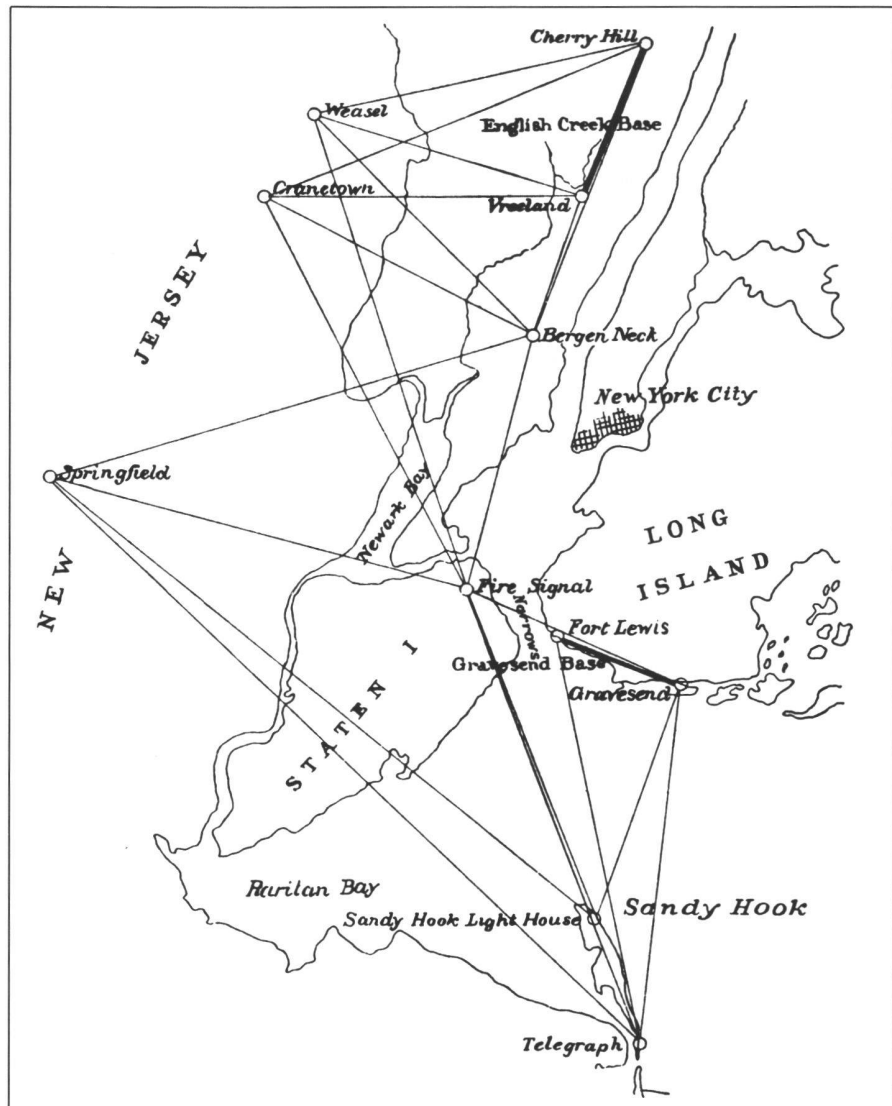 Cherry Hill
Weasel
English Creek Base
Cranetown
Vreeland
JERSEY
Bergen Neck
New York City
Springfield
Newark Bay
LONG
ISLAND
NEW
Fire Signal
Narrows
Fort Lewis
Gravesend Base
Gravesend
STATEN I
Raritan Bay
Sandy Hook
Sandy Hook Light House
Telegraph